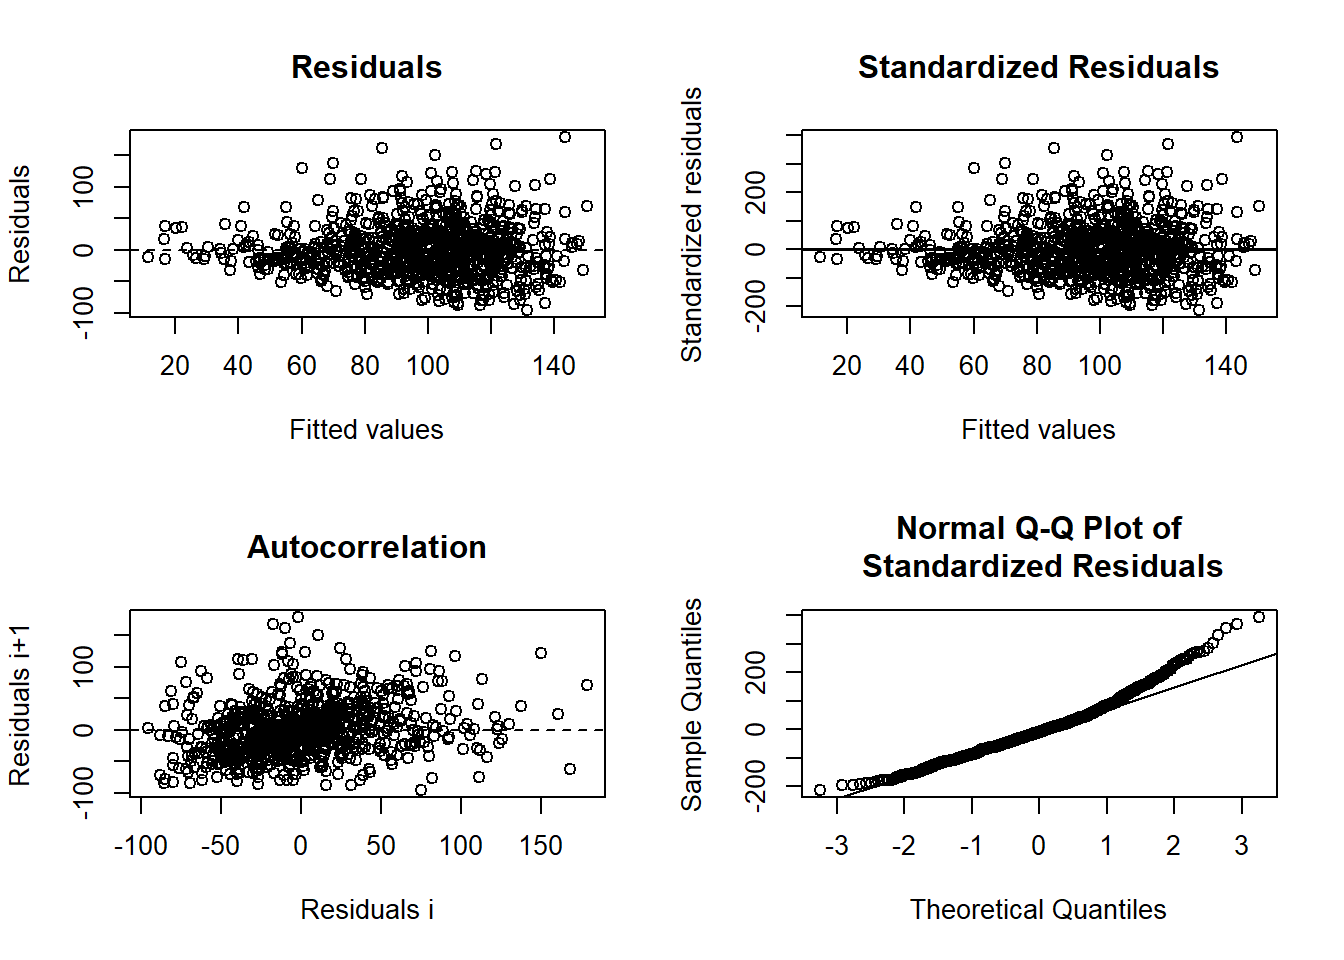 Residuals
Residuals
100
0
-100
20 40 60 80 100 140
Fitted values
Standardized Residuals
Standardized residuals
200
0
-200
20 40 60 80 100 140
Fitted values
Autocorrelation
Residuals i+1
100
0
-100
-100 -50 0 50 100 150
Residuals i
Normal Q-Q Plot of
Standardized Residuals
Sample Quantiles
200
0
-200
-3 -2 -1 0 1 2 3
Theoretical Quantiles